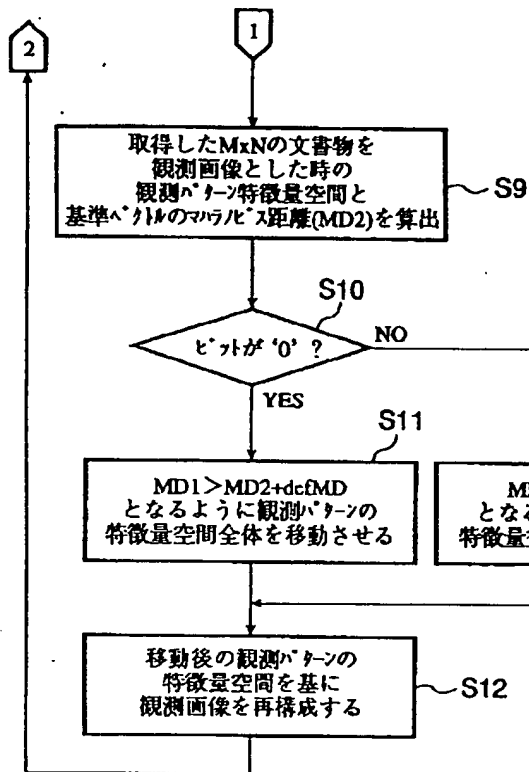 2
1
取得したMxNの文書物を
観測画像とした時の
観測パターン特徴量空間と
基準ベクトルのマハラノビス距離(MD2)を算出
S9
S10
ビットが ‘0’ ?
NO
YES
S11
MD1>MD2+defMD
となるように観測パターンの
特徴量空間全体を移動させる
となる
特徴量空
移動後の観測パターンの
特徴量空間を基に
観測画像を再構成する
S12